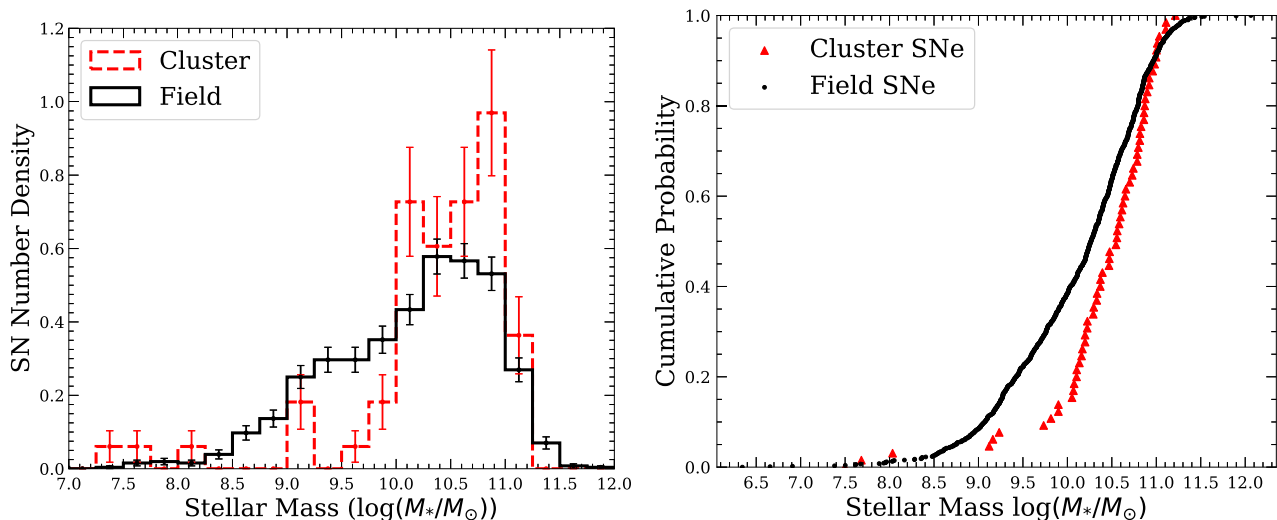 1.2
1.0
0.8
0.6
0.4
0.2
0.0
SN Number Density
Cluster
Field
7.0 7.5 8.0 8.5 9.0 9.5 10.0 10.5 11.0 11.5 12.0
Stellar Mass (log(M*/M☉))
1.0
0.8
0.6
0.4
0.2
0.0
Cumulative Probability
Cluster SNe
Field SNe
6.5 7.0 7.5 8.0 8.5 9.0 9.5 10.0 10.5 11.0 11.5 12.0
Stellar Mass log(M*/M☉)